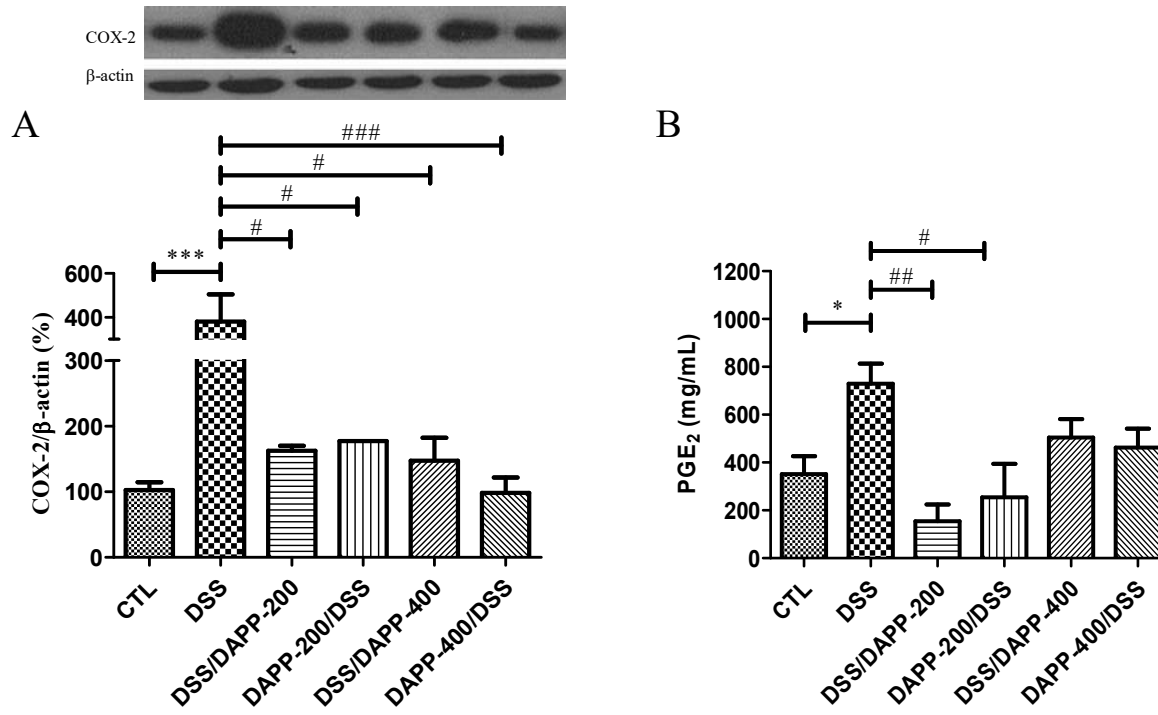 COX-2
β-actin
A
###
#
#
#
***
600
400
300
200
100
0
COX-2/β-actin (%)
CTL
DSS
DSS/DAPP-200
DAPP-200/DSS
DSS/DAPP-400
DAPP-400/DSS
B
#
##
*
1200
1000
800
600
400
200
0
PGE₂ (mg/mL)
CTL
DSS
DSS/DAPP-200
DAPP-200/DSS
DSS/DAPP-400
DAPP-400/DSS